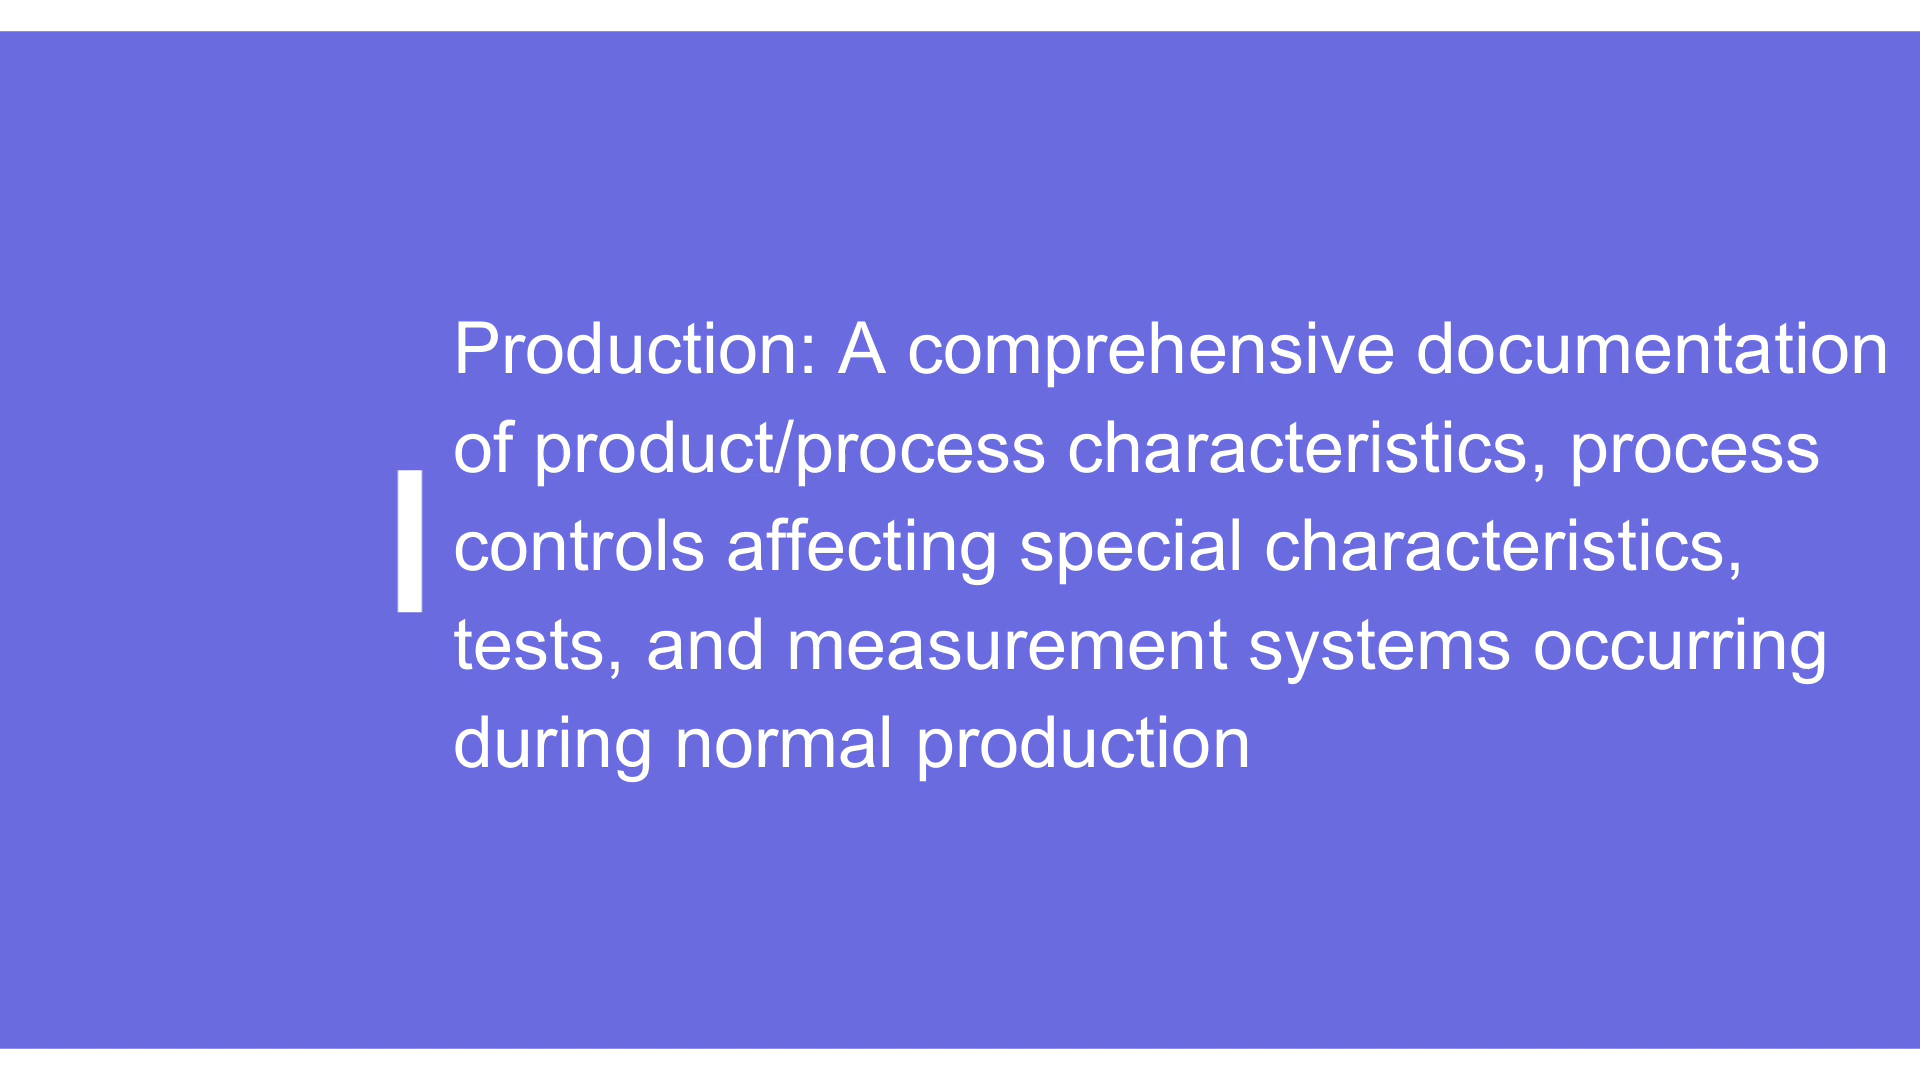 Production: A comprehensive documentation
of product/process characteristics, process
controls affecting special characteristics,
tests, and measurement systems occurring
during normal production